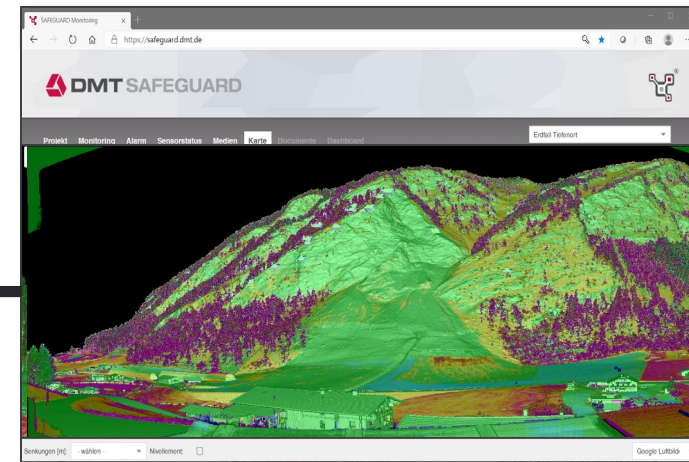 SAFEGUARD Monitoring
https://safeguard.dmt.de
DMT SAFEGUARD
Projekt Monitoring Alarm Sensorstatus Medien Karte Documents Dashboard
Erdfall Tiefenort
Senkungen [m]: - wählen - Nivellement: Google Luftbild